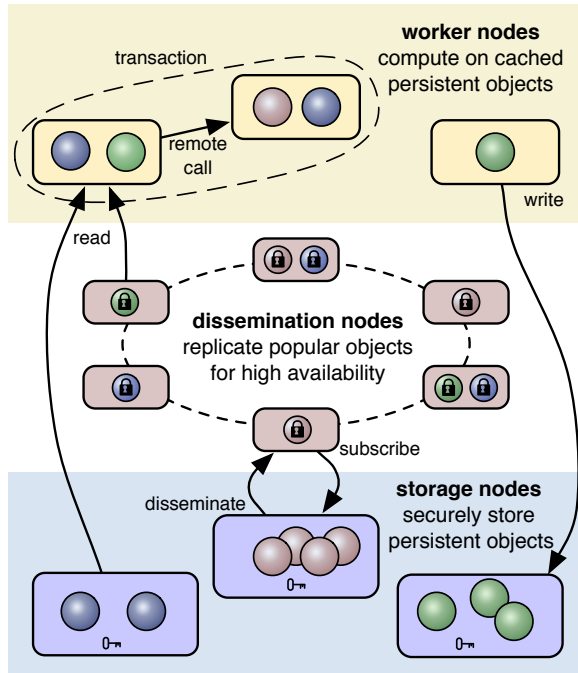 worker nodes
compute on cached
persistent objects
transaction
remote
call
write
read
dissemination nodes
replicate popular objects
for high availability
subscribe
disseminate
storage nodes
securely store
persistent objects